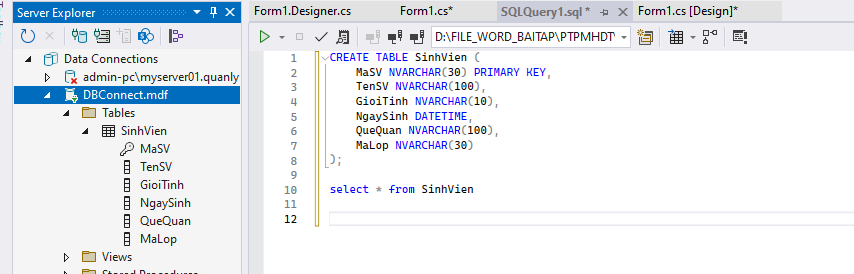 Server Explorer
Form1.Designer.cs
Form1.cs*
SQLQuery1.sql *
Form1.cs [Design]*
D:\FILE_WORD_BAITAP\PTPMHDT\
Data Connections
admin-pc\myserver01.quanly
DBConnect.mdf
Tables
SinhVien
MaSV
TenSV
GioiTinh
NgaySinh
QueQuan
MaLop
Views
Stored Procedures
1 CREATE TABLE SinhVien (
2 MaSV NVARCHAR(30) PRIMARY KEY,
3 TenSV NVARCHAR(100),
4 GioiTinh NVARCHAR(10),
5 NgaySinh DATETIME,
6 QueQuan NVARCHAR(100),
7 MaLop NVARCHAR(30)
8 );
9
10 select * from SinhVien
11
12